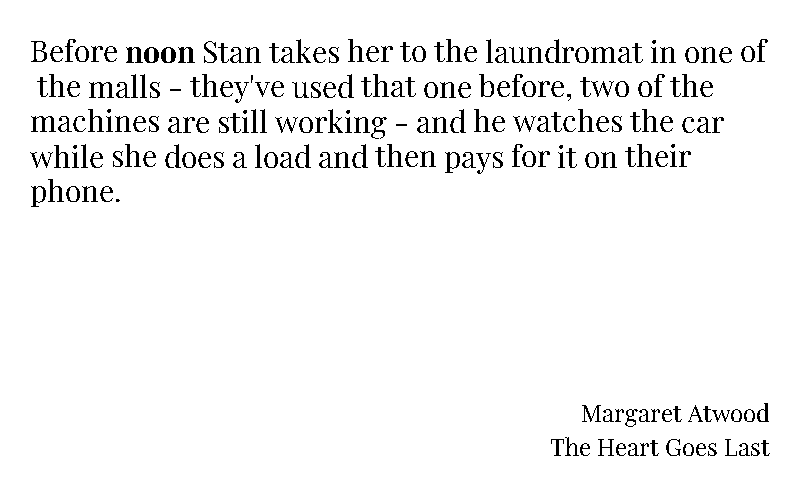 Before noon Stan takes her to the laundromat in one of
the malls – they've used that one before, two of the
machines are still working – and he watches the car
while she does a load and then pays for it on their
phone.
Margaret Atwood
The Heart Goes Last